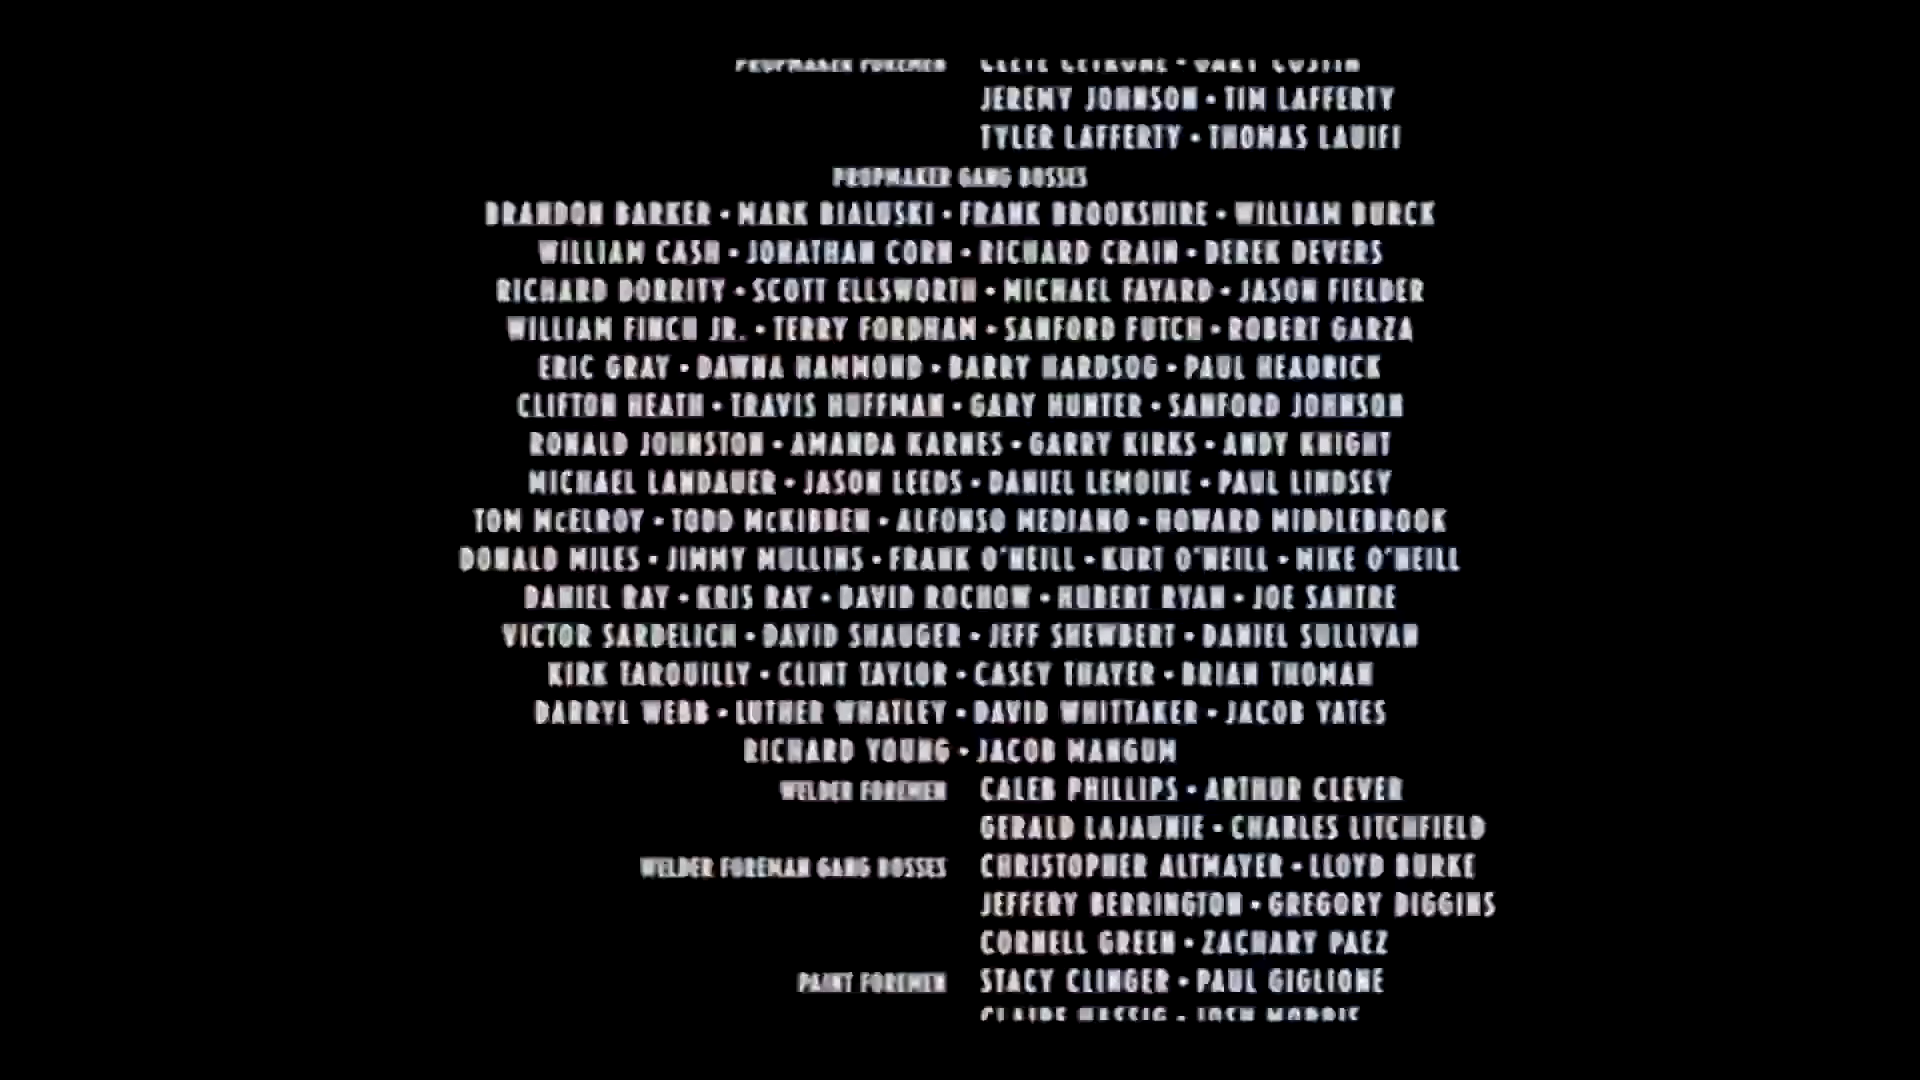 PROPMAKER FOREMEN
JEREMY JOHNSON • TIM LAFFERTY
TYLER LAFFERTY • THOMAS LAUIFI
PROPMAKER GANG BOSSES
BRANDON BARKER • MARK BIALUSKI • FRANK BROOKSHIRE • WILLIAM BURCK
WILLIAM CASH • JONATHAN CORN • RICHARD CRAIN • DEREK DEVERS
RICHARD DORRITY • SCOTT ELLSWORTH • MICHAEL FAYARD • JASON FIELDER
WILLIAM FINCH JR. • TERRY FORDHAM • SANFORD FUTCH • ROBERT GARZA
ERIC GRAY • DAWNA HAMMOND • BARRY HARDSOG • PAUL HEADRICK
CLIFTON HEATH • TRAVIS HUFFMAN • GARY HUNTER • SANFORD JOHNSON
RONALD JOHNSTON • AMANDA KARNES • GARRY KIRKS • ANDY KNIGHT
MICHAEL LANDAUER • JASON LEEDS • DANIEL LEMOINE • PAUL LINDSEY
TOM McELROY • TODD McKIBBEN • ALFONSO MEDIANO • HOWARD MIDDLEBROOK
DONALD MILES • JIMMY MULLINS • FRANK O'NEILL • KURT O'NEILL • MIKE O'NEILL
DANIEL RAY • KRIS RAY • DAVID ROCHOW • HUBERT RYAN • JOE SANTRE
VICTOR SARDELICH • DAVID SHAUGER • JEFF SHEWBERT • DANIEL SULLIVAN
KIRK TAROUILLY • CLINT TAYLOR • CASEY THAYER • BRIAN THOMAN
DARRYL WEBB • LUTHER WHATLEY • DAVID WHITTAKER • JACOB YATES
RICHARD YOUNG • JACOB MANGUM
WELDER FOREMEN CALEB PHILLIPS • ARTHUR CLEVER
GERALD LAJAUNIE • CHARLES LITCHFIELD
WELDER FOREMAN GANG BOSSES CHRISTOPHER ALTMAYER • LLOYD BURKE
JEFFERY BERRINGTON • GREGORY DIGGINS
CORNELL GREEN • ZACHARY PAEZ
PAINT FOREMEN STACY CLINGER • PAUL GIGLIONE